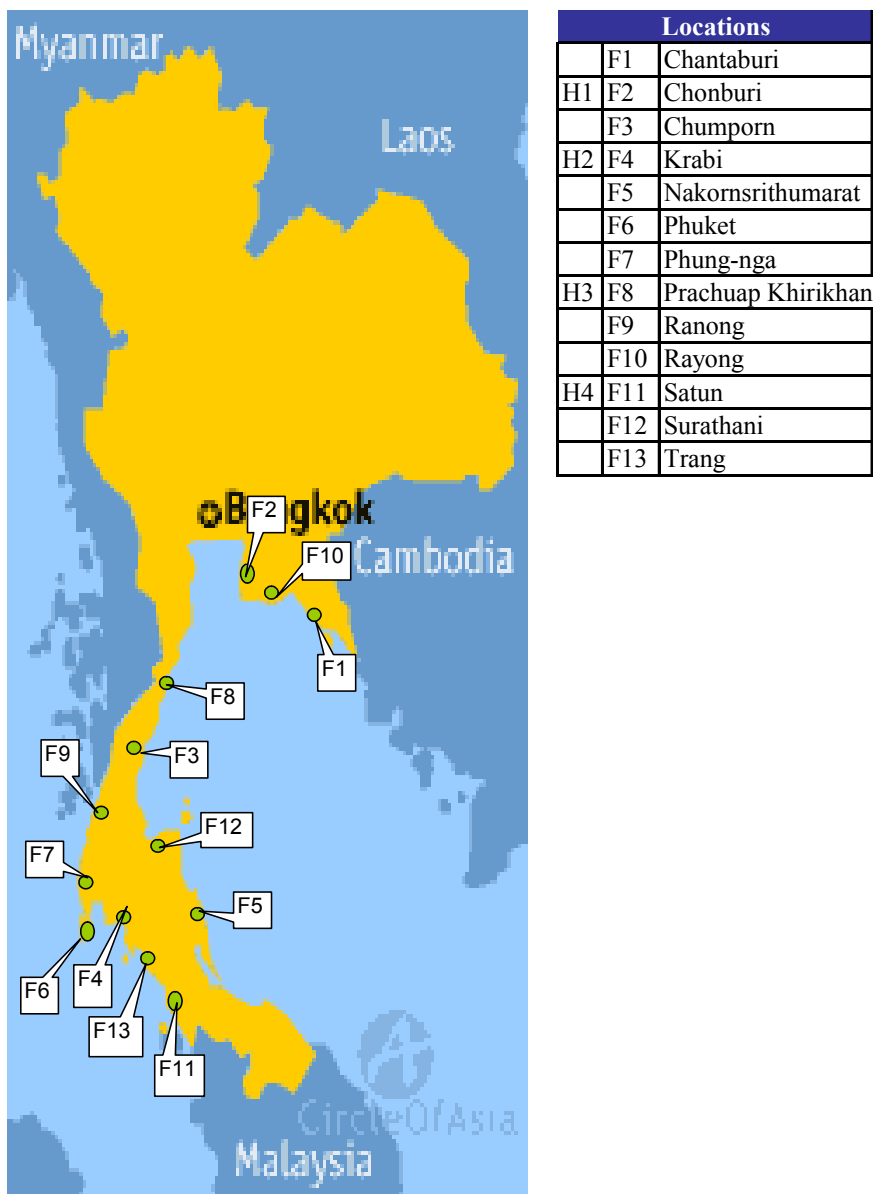 Myanmar
Laos
Bangkok
Cambodia
F2
F10
F1
F8
F3
F9
F12
F7
F5
F4
F6
F13
F11
CircleOfAsia
Malaysia
Locations
F1 Chantaburi
H1 F2 Chonburi
F3 Chumporn
H2 F4 Krabi
F5 Nakornsrithumarat
F6 Phuket
F7 Phung-nga
H3 F8 Prachuap Khirikhan
F9 Ranong
F10 Rayong
H4 F11 Satun
F12 Surathani
F13 Trang